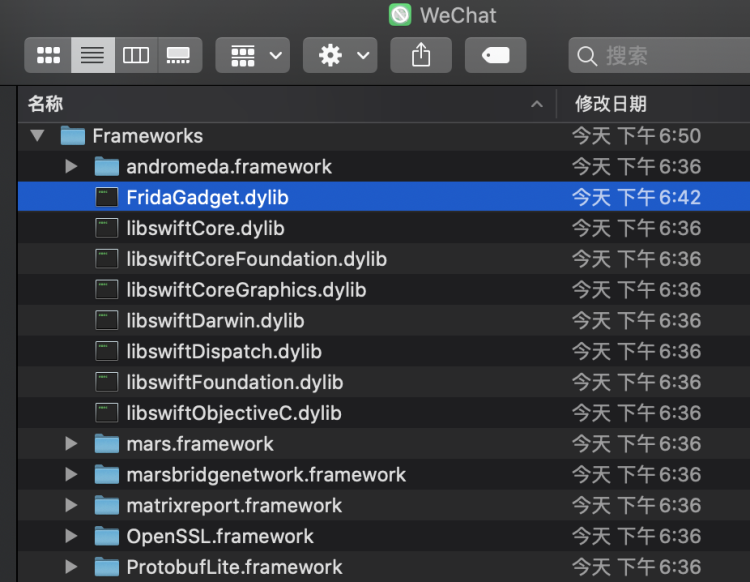 WeChat
搜索
名称 修改日期
Frameworks 今天 下午6:50
andromeda.framework 今天 下午6:36
FridaGadget.dylib 今天 下午6:42
libswiftCore.dylib 今天 下午6:36
libswiftCoreFoundation.dylib 今天 下午6:36
libswiftCoreGraphics.dylib 今天 下午6:36
libswiftDarwin.dylib 今天 下午6:36
libswiftDispatch.dylib 今天 下午6:36
libswiftFoundation.dylib 今天 下午6:36
libswiftObjectiveC.dylib 今天 下午6:36
mars.framework 今天 下午6:36
marsbridgenetwork.framework 今天 下午6:36
matrixreport.framework 今天 下午6:36
OpenSSL.framework 今天 下午6:36
ProtobufLite.framework 今天 下午6:36